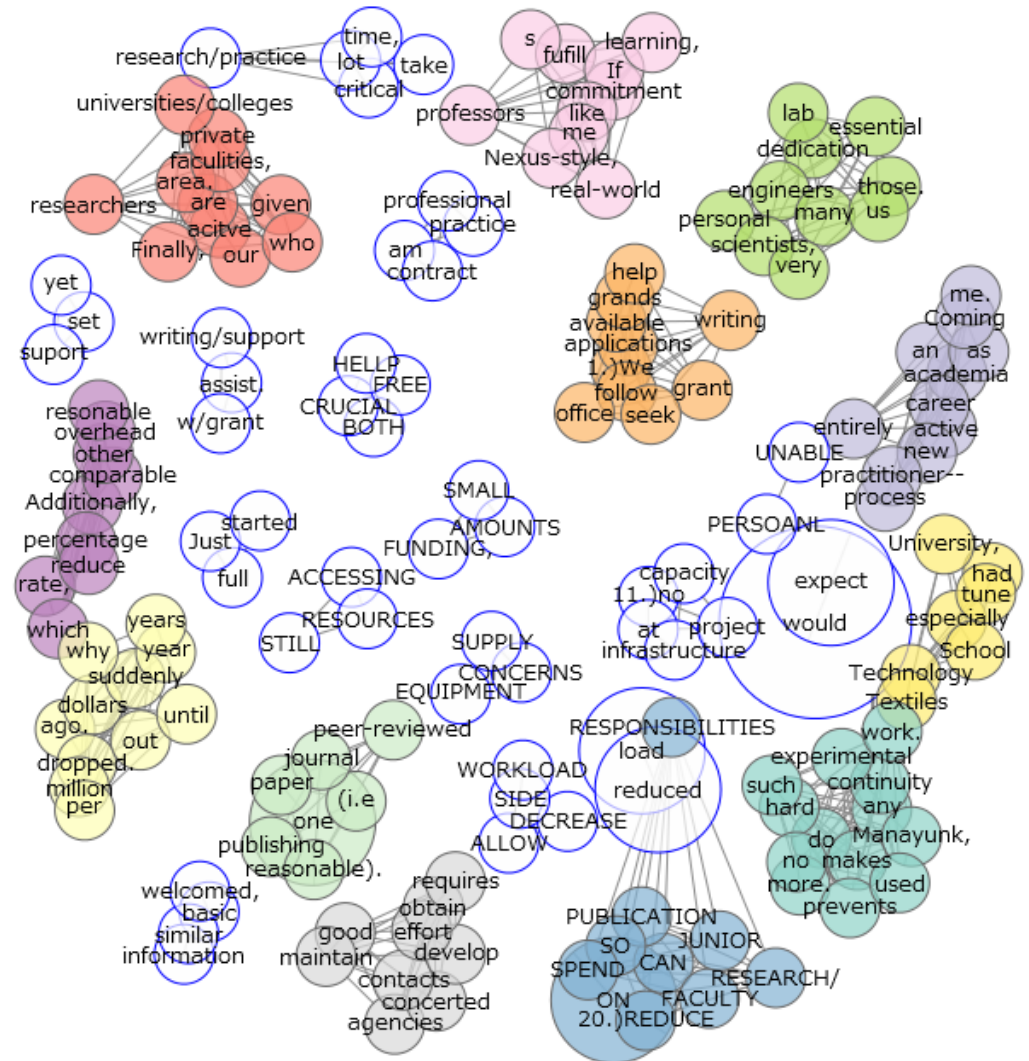 time,
research/practice
lot
take
critical
s
learning,
fufill
If
commitment
professors
like
me
Nexus-style,
real-world
universities/colleges
private
faculities,
area.
researchers
are
given
acitve
Finally,
our
who
lab
essential
dedication
engineers
those.
personal
many
us
scientists,
very
professional
practice
am
contract
yet
set
suport
writing/support
assist.
w/grant
HELLP
FREE
CRUCIAL
BOTH
help
grands
available
writing
applications
1.)We
follow
grant
office
seek
me.
Coming
an
as
academia
career
entirely
active
new
practitioner--
process
UNABLE
PERSOANL
resonable
overhead
other
comparable
Additionally,
percentage
reduce
rate,
which
started
Just
full
SMALL
AMOUNTS
FUNDING,
ACCESSING
RESOURCES
STILL
SUPPLY
CONCERNS
EQUIPMENT
capacity
11.)no
at
project
infrastructure
expect
would
University,
had
tune
especially
School
Technology
Textiles
years
why
year
suddenly
dollars
ago.
until
out
dropped.
million
per
peer-reviewed
journal
paper
(i.e
one
publishing
reasonable).
RESPONSIBILITIES
load
reduced
WORKLOAD
SIDE
DECREASE
ALLOW
work.
experimental
such
continuity
hard
any
do
Manayunk,
no
makes
more,
used
prevents
welcomed,
basic
similar
information
requires
obtain
good
effort
maintain
develop
contacts
concerted
agencies
PUBLICATION
SO
JUNIOR
SPEND
CAN
RESEARCH/
ON
FACULTY
20.)REDUCE